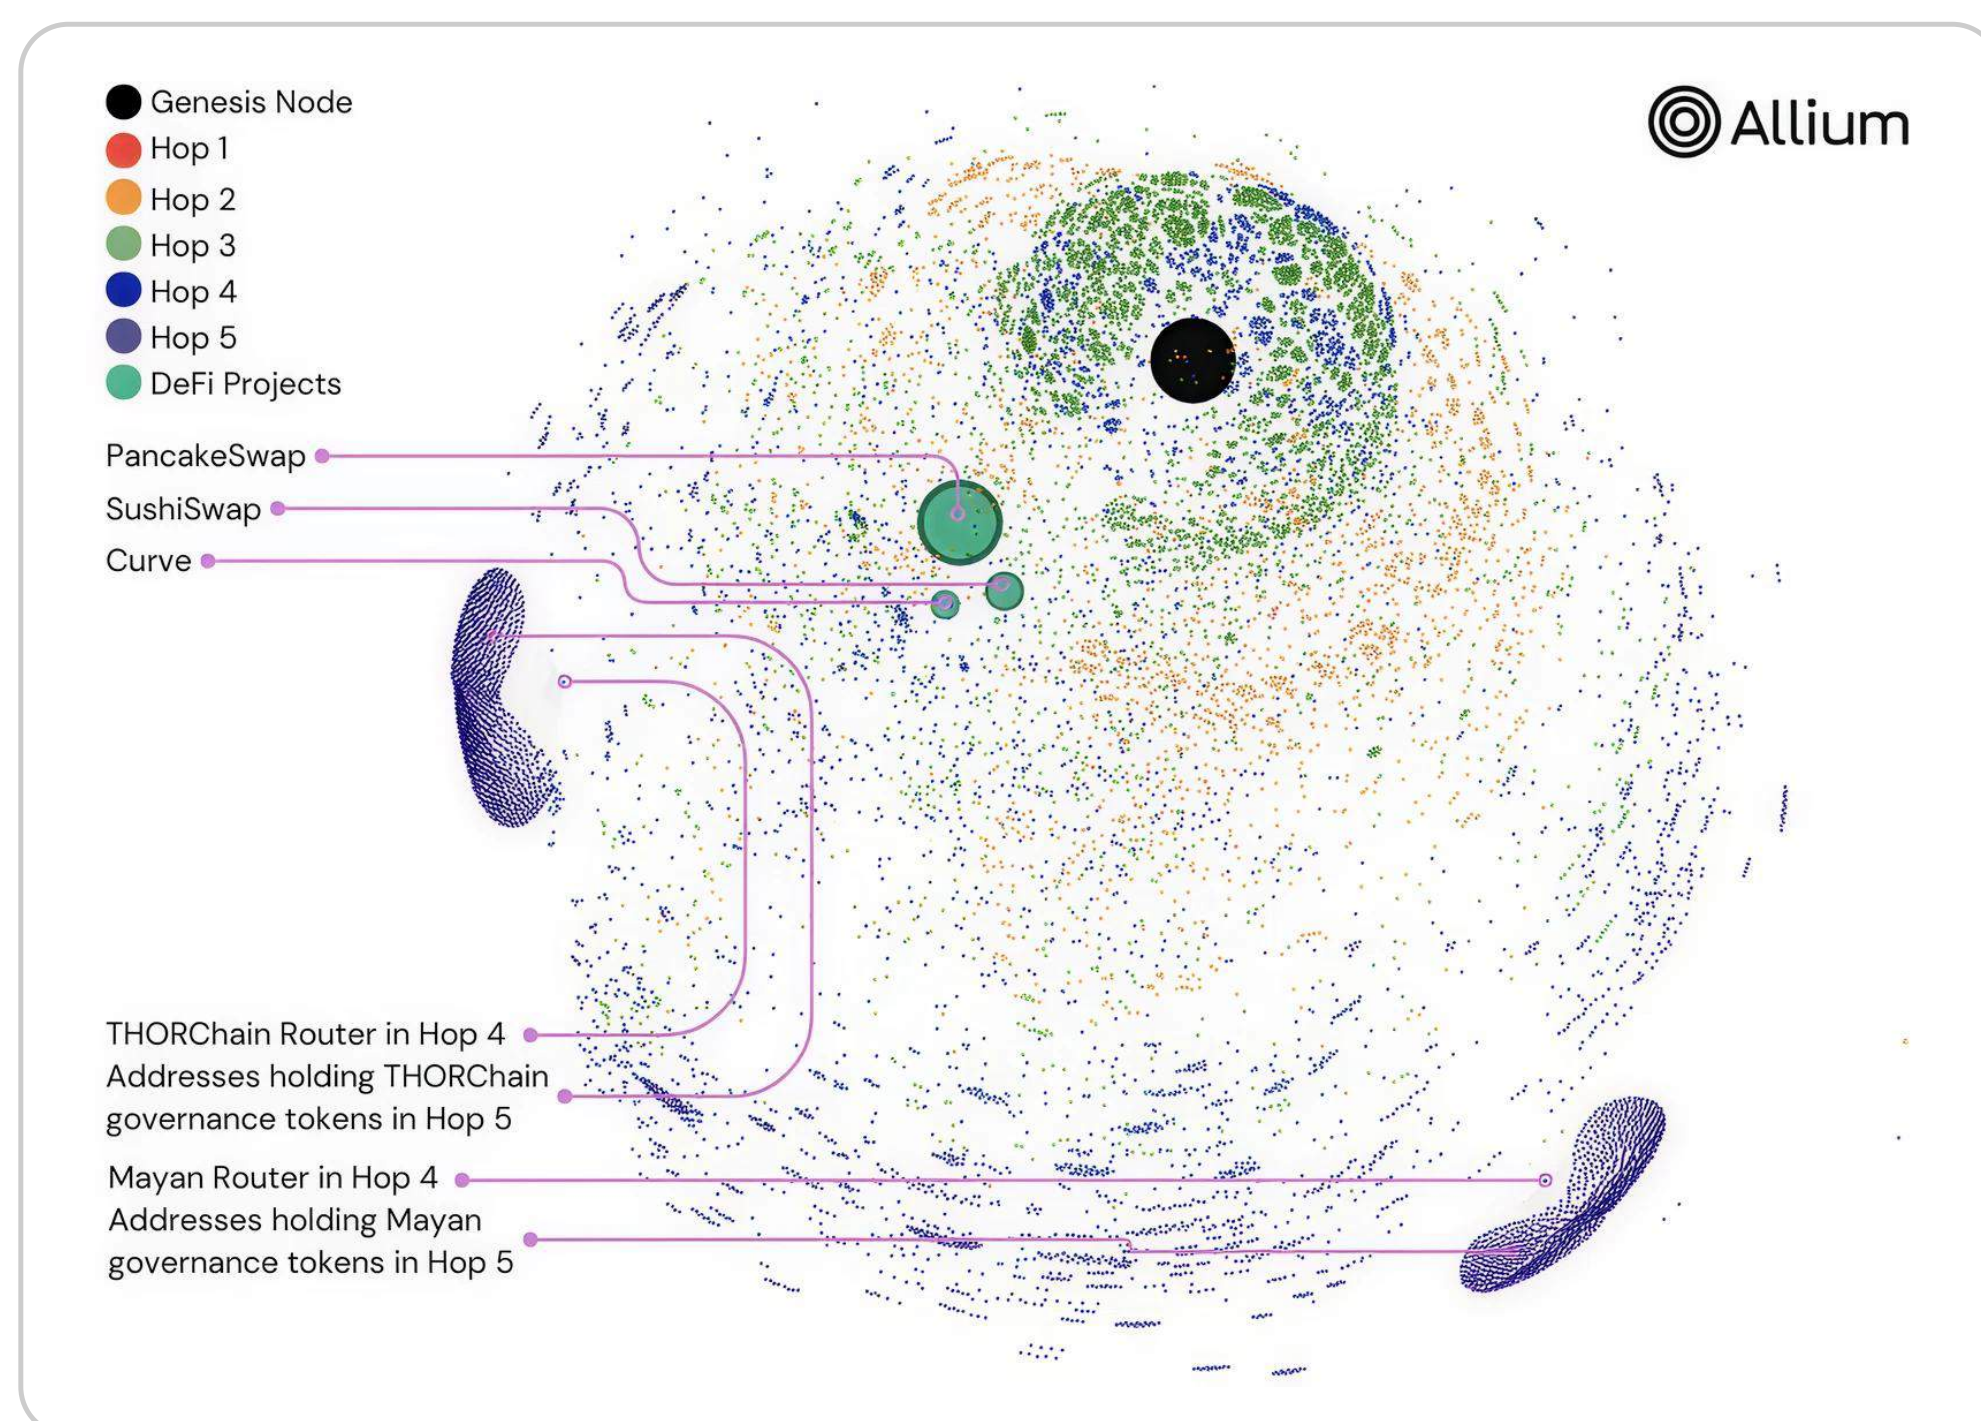 Genesis Node
Hop 1
Hop 2
Hop 3
Hop 4
Hop 5
DeFi Projects
Allium
PancakeSwap
SushiSwap
Curve
THORChain Router in Hop 4
Addresses holding THORChain
governance tokens in Hop 5
Mayan Router in Hop 4
Addresses holding Mayan
governance tokens in Hop 5